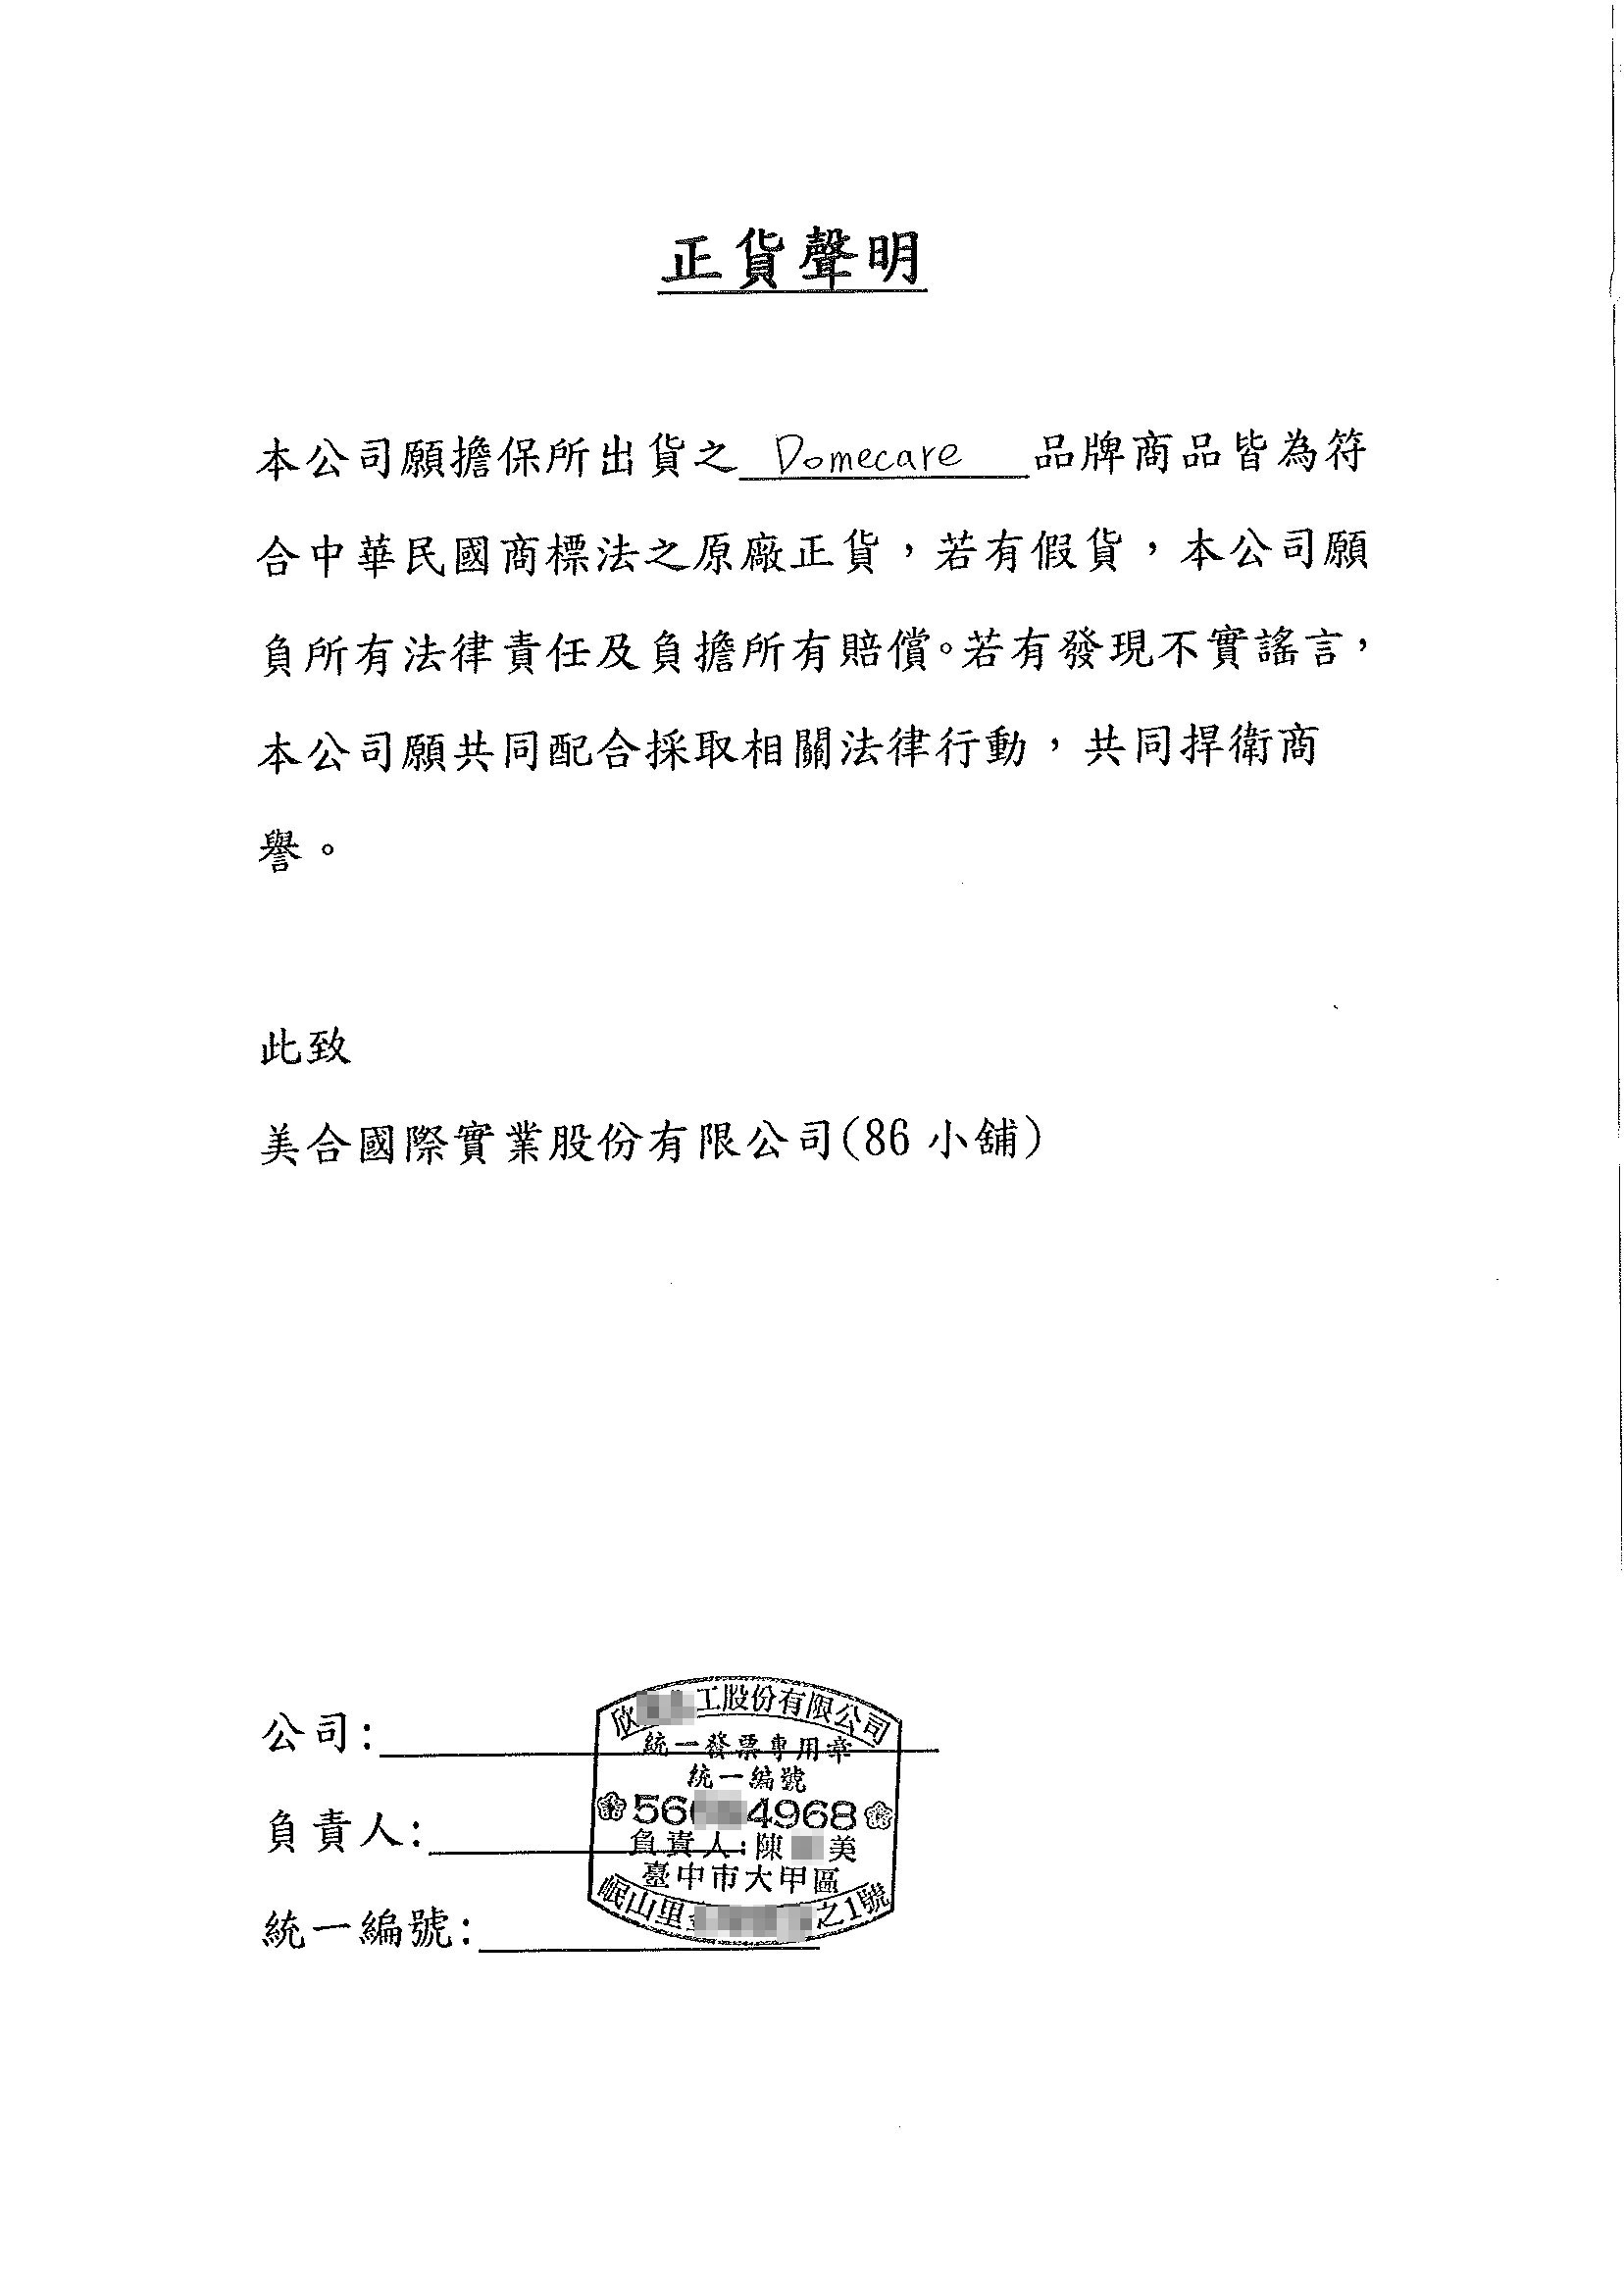 正貨聲明
本公司願擔保所出貨之 Domecare 品牌商品皆為符
合中華民國商標法之原廠正貨，若有假貨，本公司願
負所有法律責任及負擔所有賠償。若有發現不實謠言，
本公司願共同配合採取相關法律行動，共同捍衛商
譽。
此致
美合國際實業股份有限公司(86 小舖)
公司:
欣 工股份有限公司
統一發票專用章
統一編號
56 4968
負責人:
負責人:陳 美
臺中市大甲區
岷山里 之1號
統一編號: